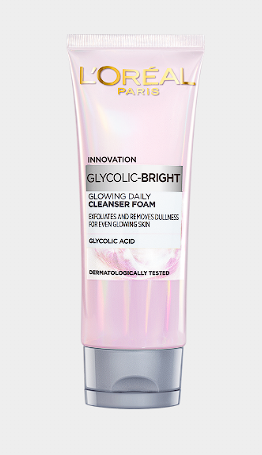 L'ORÉAL
PARIS
INNOVATION
GLYCOLIC-BRIGHT
GLOWING DAILY
CLEANSER FOAM
EXFOLIATES AND REMOVES DULLNESS
FOR EVEN GLOWING SKIN
GLYCOLIC ACID
DERMATOLOGICALLY TESTED